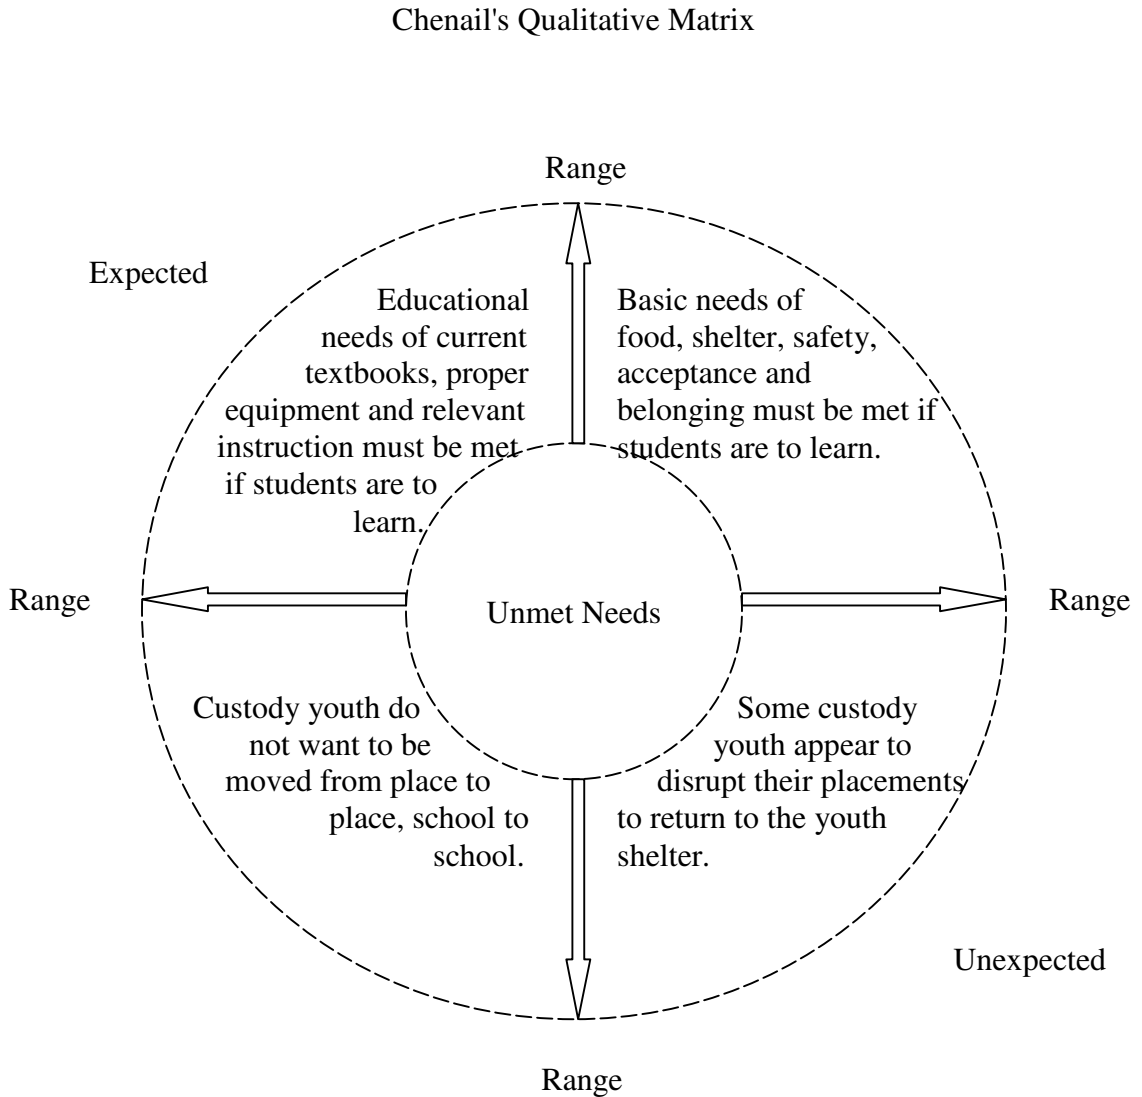 Chenail's Qualitative Matrix
Range
Expected
Educational
needs of current
textbooks, proper
equipment and relevant
instruction must be met
if students are to
learn.
Basic needs of
food, shelter, safety,
acceptance and
belonging must be met if
students are to learn.
Range
Unmet Needs
Range
Custody youth do
not want to be
moved from place to
place, school to
school.
Some custody
youth appear to
disrupt their placements
to return to the youth
shelter.
Unexpected
Range